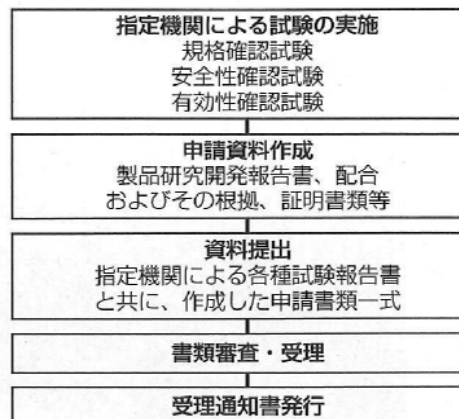 指定機関による試験の実施
規格確認試験
安全性確認試験
有効性確認試験
申請資料作成
製品研究開発報告書、配合
およびその根拠、証明書類等
資料提出
指定機関による各種試験報告書
と共に、作成した申請書類一式
書類審査・受理
受理通知書発行